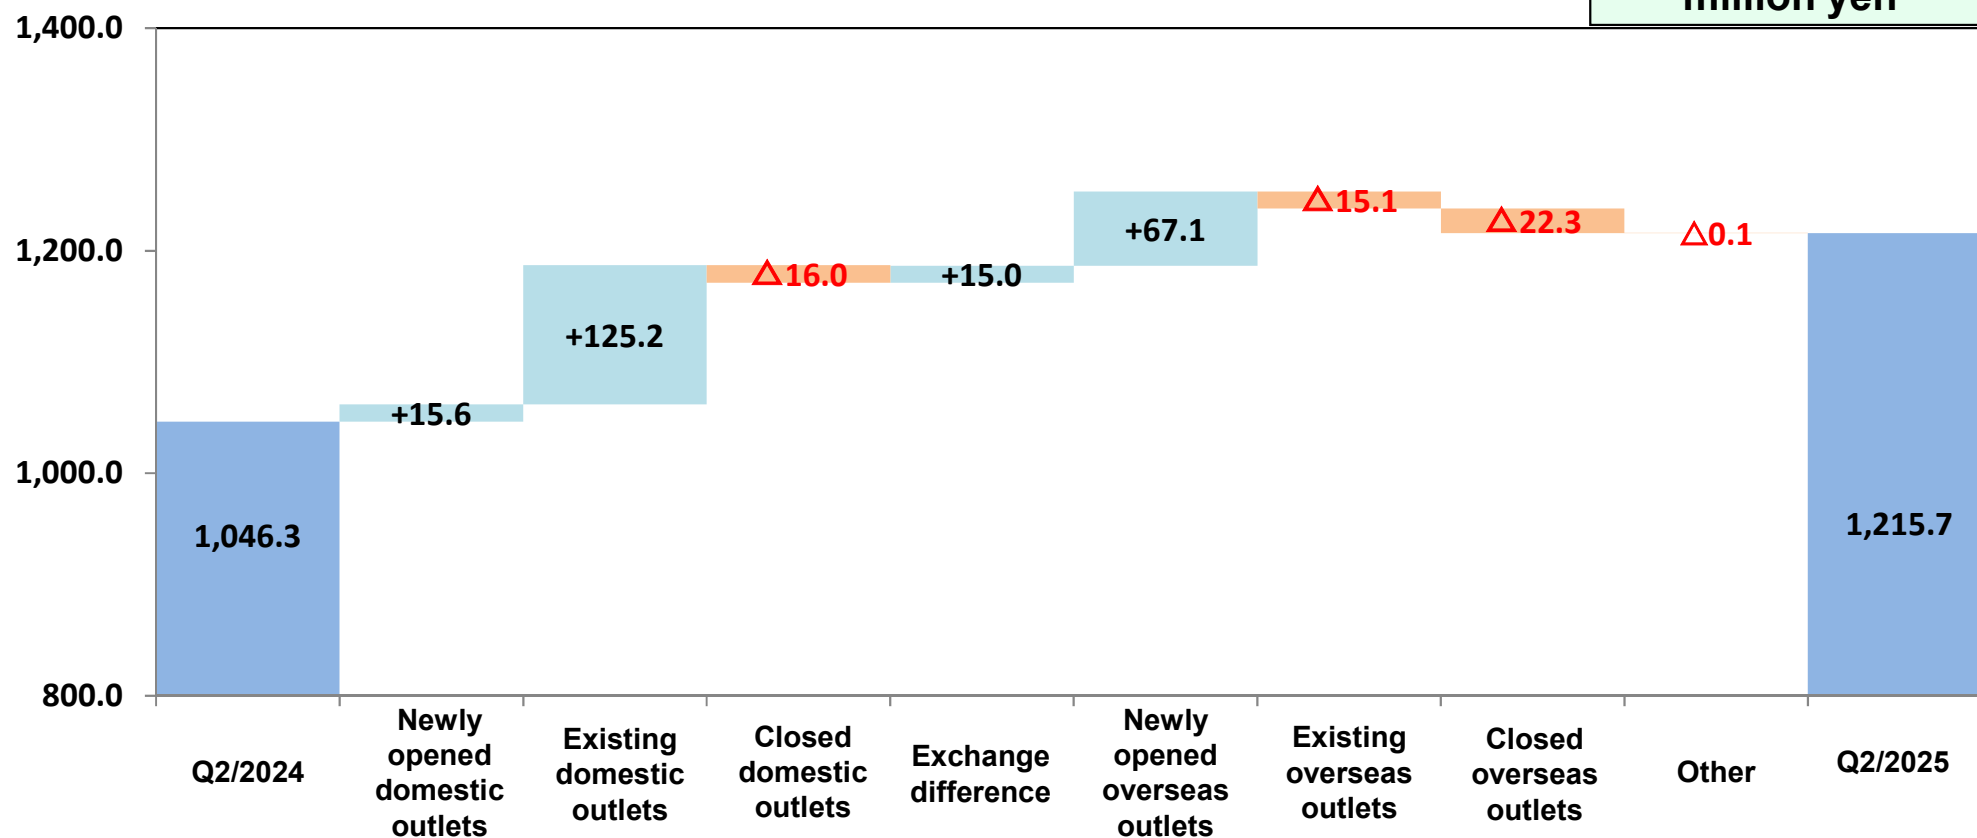 million yen
1,400.0
1,200.0
1,000.0
800.0
1,046.3
+15.6
+125.2
△16.0
+15.0
+67.1
△15.1
△22.3
△0.1
1,215.7
Q2/2024
Newly
opened
domestic
outlets
Existing
domestic
outlets
Closed
domestic
outlets
Exchange
difference
Newly
opened
overseas
outlets
Existing
overseas
outlets
Closed
overseas
outlets
Other
Q2/2025